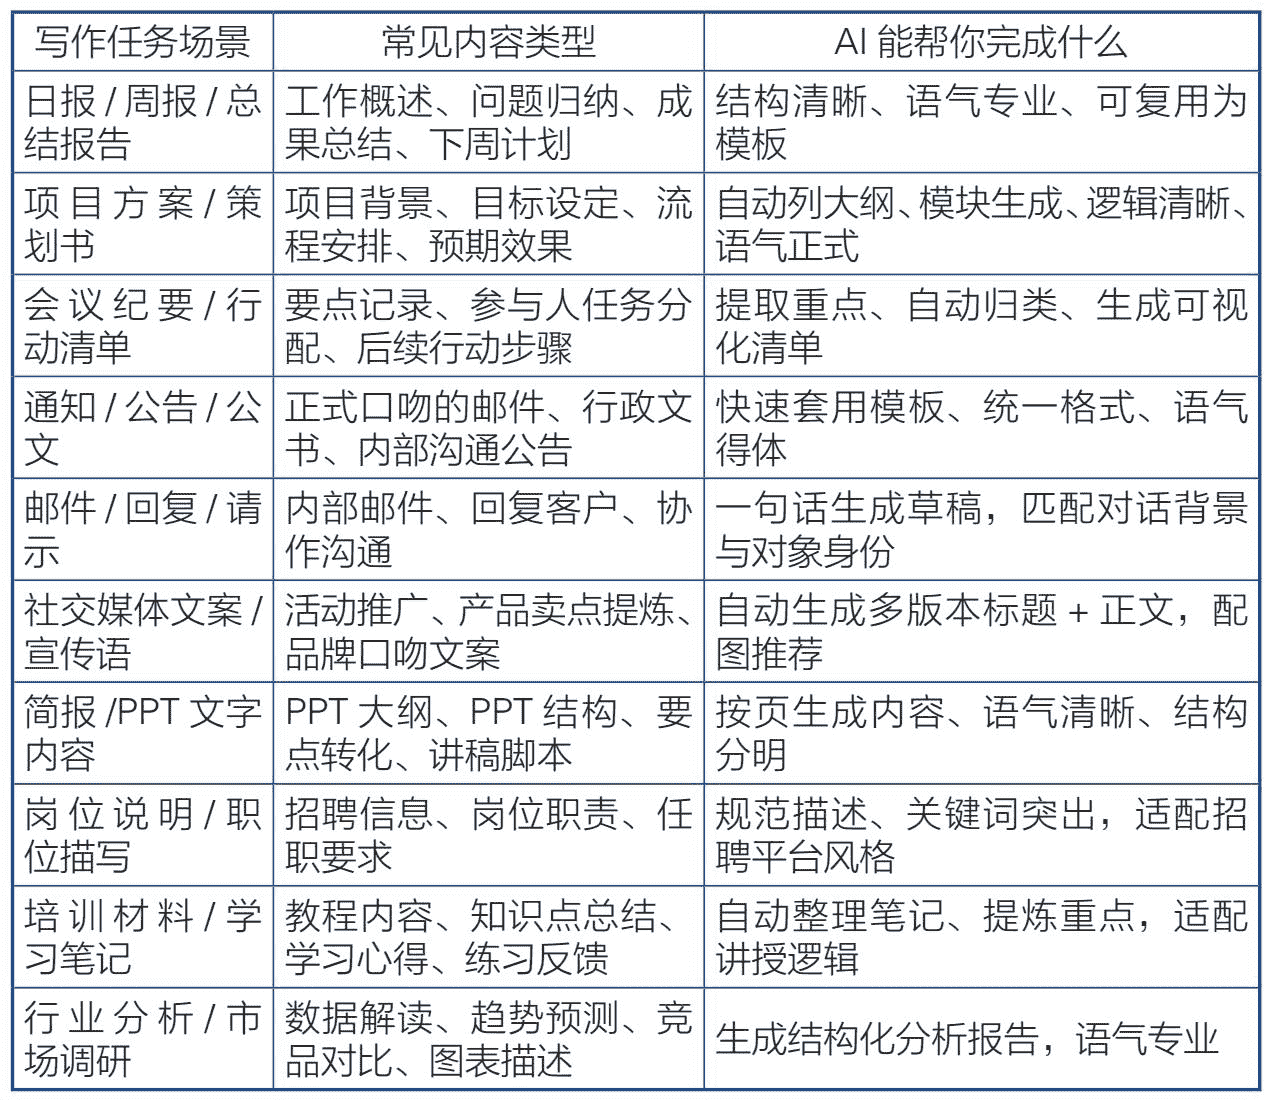 写作任务场景
常见内容类型
AI 能帮你完成什么
日报 / 周报 / 总
结报告
工作概述、问题归纳、成
果总结、下周计划
结构清晰、语气专业、可复用为
模板
项目方案 / 策
划书
项目背景、目标设定、流
程安排、预期效果
自动列大纲、模块生成、逻辑清晰、
语气正式
会议纪要 / 行
动清单
要点记录、参与人任务分
配、后续行动步骤
提取重点、自动归类、生成可视
化清单
通知 / 公告 / 公
文
正式口吻的邮件、行政文
书、内部沟通公告
快速套用模板、统一格式、语气
得体
邮件 / 回复 / 请
示
内部邮件、回复客户、协
作沟通
一句话生成草稿，匹配对话背景
与对象身份
社交媒体文案 /
宣传语
活动推广、产品卖点提炼、
品牌口吻文案
自动生成多版本标题 + 正文，配
图推荐
简报 /PPT 文字
内容
PPT 大纲、PPT 结构、要
点转化、讲稿脚本
按页生成内容、语气清晰、结构
分明
岗位说明 / 职
位描写
招聘信息、岗位职责、任
职要求
规范描述、关键词突出，适配招
聘平台风格
培训材料 / 学
习笔记
教程内容、知识点总结、
学习心得、练习反馈
自动整理笔记、提炼重点，适配
讲授逻辑
行业分析 / 市
场调研
数据解读、趋势预测、竞
品对比、图表描述
生成结构化分析报告，语气专业